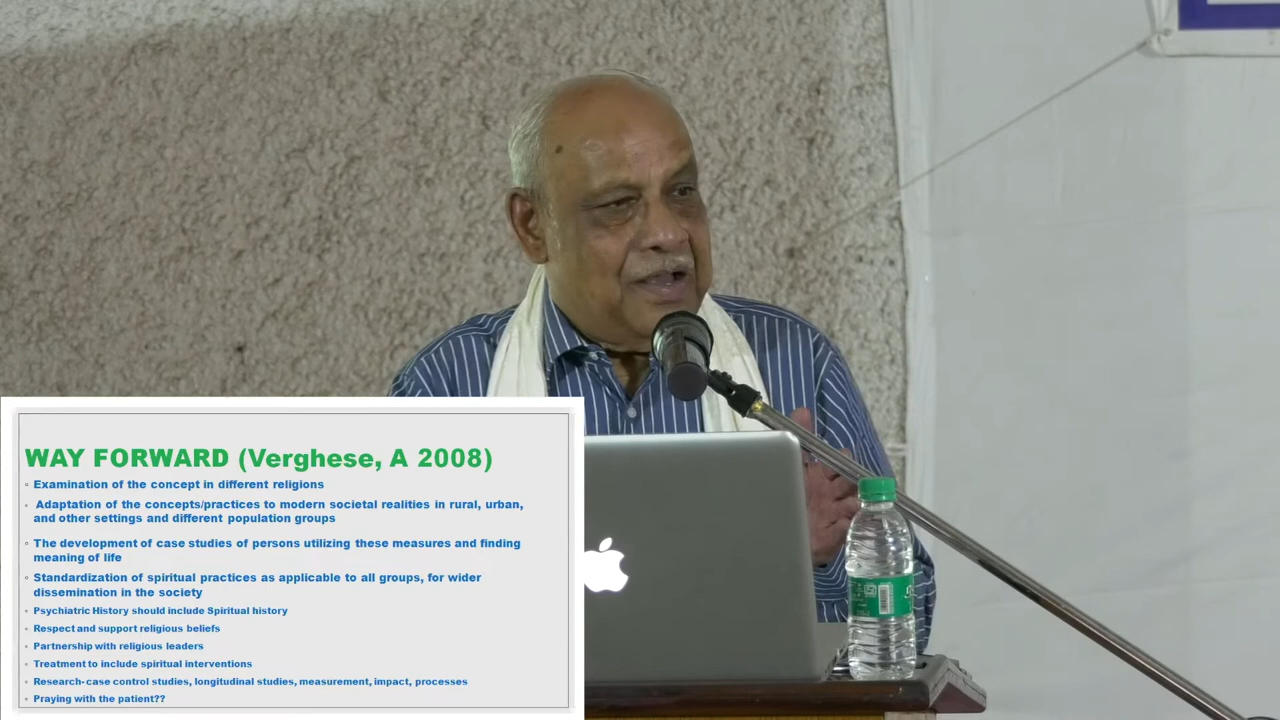 WAY FORWARD (Verghese, A 2008)
Examination of the concept in different religions
Adaptation of the concepts/practices to modern societal realities in rural, urban,
and other settings and different population groups
The development of case studies of persons utilizing these measures and finding
meaning of life
Standardization of spiritual practices as applicable to all groups, for wider
dissemination in the society
Psychiatric History should include Spiritual history
Respect and support religious beliefs
Partnership with religious leaders
Treatment to include spiritual interventions
Research-case control studies, longitudinal studies, measurement, impact, processes
Praying with the patient??